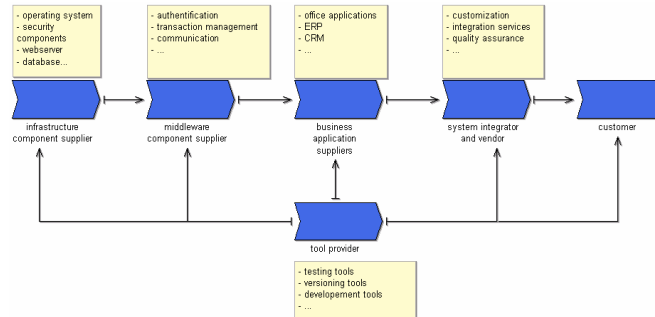 - operating system
- security
components
- webserver
- database...
- authentification
- transaction management
- communication
- ...
- office applications
- ERP
- CRM
- ...
- customization
- integration services
- quality assurance
- ...
infrastructure
component supplier
middleware
component supplier
business
application
suppliers
system integrator
and vendor
customer
tool provider
- testing tools
- versioning tools
- developement tools
- ...